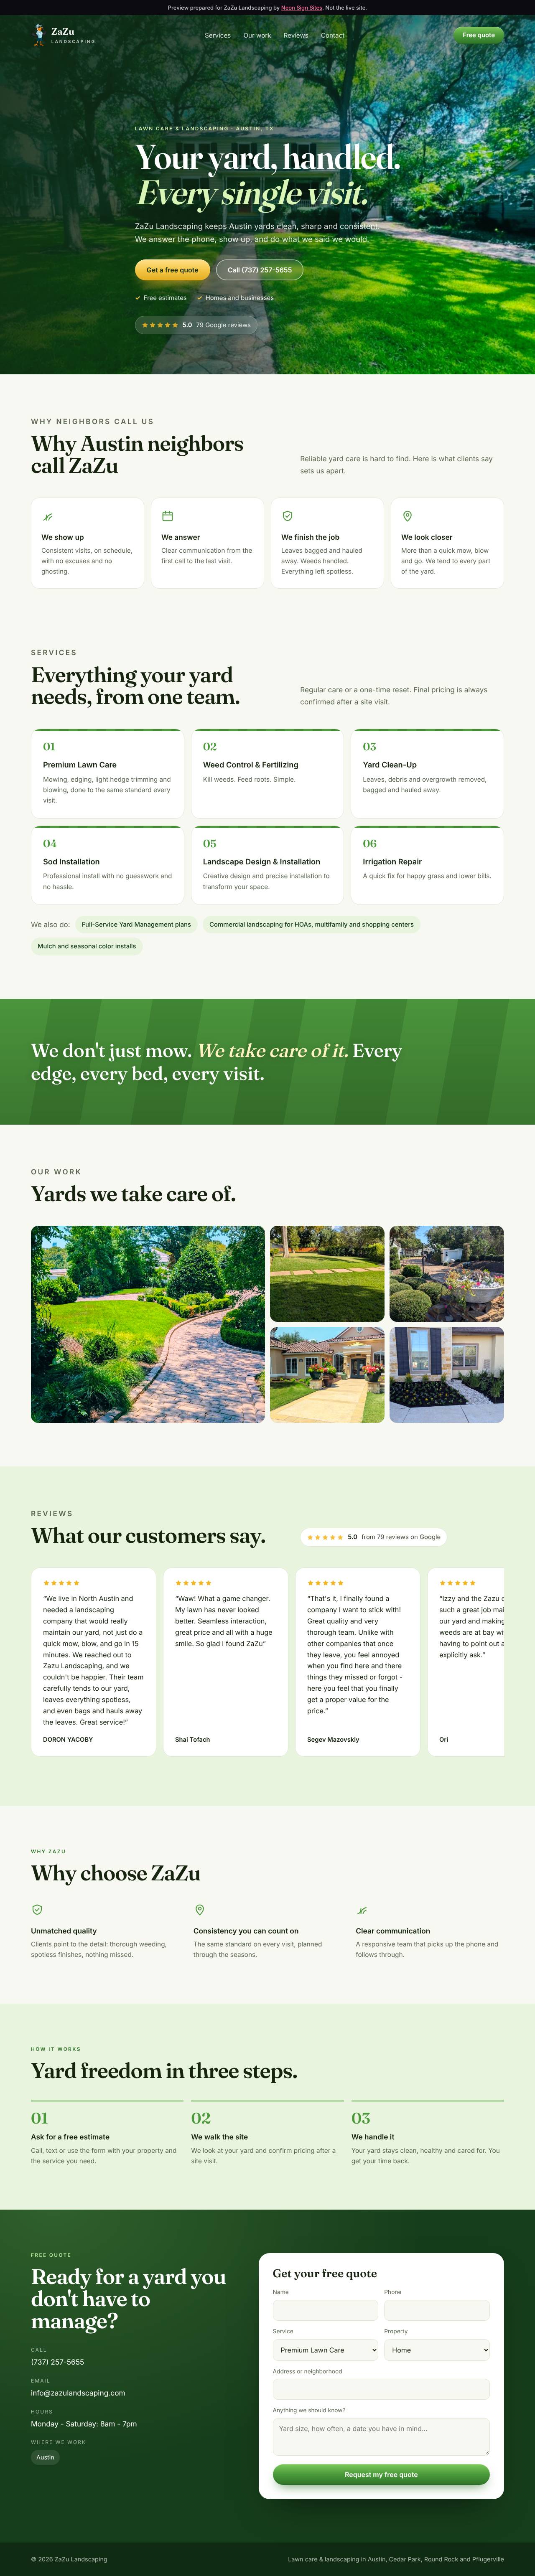 Preview prepared for ZaZu Landscaping by Neon Sign Sites. Not the live site.
ZaZu
LANDSCAPING
Services
Our work
Reviews
Contact
Free quote
LAWN CARE & LANDSCAPING · AUSTIN, TX
Your yard, handled.
Every single visit.
ZaZu Landscaping keeps Austin yards clean, sharp and consistent.
We answer the phone, show up, and do what we said we would.
Get a free quote
Call (737) 257-5655
Free estimates
Homes and businesses
5.0 79 Google reviews
WHY NEIGHBORS CALL US
Why Austin neighbors
call ZaZu
Reliable yard care is hard to find. Here is what clients say
sets us apart.
We show up
Consistent visits, on schedule,
with no excuses and no
ghosting.
We answer
Clear communication from the
first call to the last visit.
We finish the job
Leaves bagged and hauled
away. Weeds handled.
Everything left spotless.
We look closer
More than a quick mow, blow
and go. We tend to every part
of the yard.
SERVICES
Everything your yard
needs, from one team.
Regular care or a one-time reset. Final pricing is always
confirmed after a site visit.
01
Premium Lawn Care
Mowing, edging, light hedge trimming and
blowing, done to the same standard every
visit.
02
Weed Control & Fertilizing
Kill weeds. Feed roots. Simple.
03
Yard Clean-Up
Leaves, debris and overgrowth removed,
bagged and hauled away.
04
Sod Installation
Professional install with no guesswork and
no hassle.
05
Landscape Design & Installation
Creative design and precise installation to
transform your space.
06
Irrigation Repair
A quick fix for happy grass and lower bills.
We also do:
Full-Service Yard Management plans
Commercial landscaping for HOAs, multifamily and shopping centers
Mulch and seasonal color installs
We don't just mow. We take care of it. Every
edge, every bed, every visit.
OUR WORK
Yards we take care of.
REVIEWS
What our customers say.
5.0 from 79 reviews on Google
“We live in North Austin and
needed a landscaping
company that would really
maintain our yard, not just do a
quick mow, blow, and go in 15
minutes. We reached out to
Zazu Landscaping, and we
couldn't be happier. Their team
carefully tends to our yard,
leaves everything spotless,
and even bags and hauls away
the leaves. Great service!”
DORON YACOBY
“Waw! What a game changer.
My lawn has never looked
better. Seamless interaction,
great price and all with a huge
smile. So glad I found ZaZu”
Shai Tofach
“That's it, I finally found a
company I want to stick with!
Great quality and very
thorough team. Unlike with
other companies that once
they leave, you feel annoyed
when you find here and there
things they missed or forgot -
here you feel that you finally
get a proper value for the
price.”
Segev Mazovskiy
“Izzy and the Zazu
such a great job
our yard and making
weeds are at bay
having to point out
explicitly ask.”
Ori
WHY ZAZU
Why choose ZaZu
Unmatched quality
Clients point to the detail: thorough weeding,
spotless finishes, nothing missed.
Consistency you can count on
The same standard on every visit, planned
through the seasons.
Clear communication
A responsive team that picks up the phone and
follows through.
HOW IT WORKS
Yard freedom in three steps.
01
Ask for a free estimate
Call, text or use the form with your property and
the service you need.
02
We walk the site
We look at your yard and confirm pricing after a
site visit.
03
We handle it
Your yard stays clean, healthy and cared for. You
get your time back.
FREE QUOTE
Ready for a yard you
don't have to
manage?
CALL
(737) 257-5655
EMAIL
info@zazulandscaping.com
HOURS
Monday - Saturday: 8am - 7pm
WHERE WE WORK
Austin
Get your free quote
Name
Phone
Service
Property
Premium Lawn Care
Home
Address or neighborhood
Anything we should know?
Yard size, how often, a date you have in mind...
Request my free quote
© 2026 ZaZu Landscaping
Lawn care & landscaping in Austin, Cedar Park, Round Rock and Pflugerville